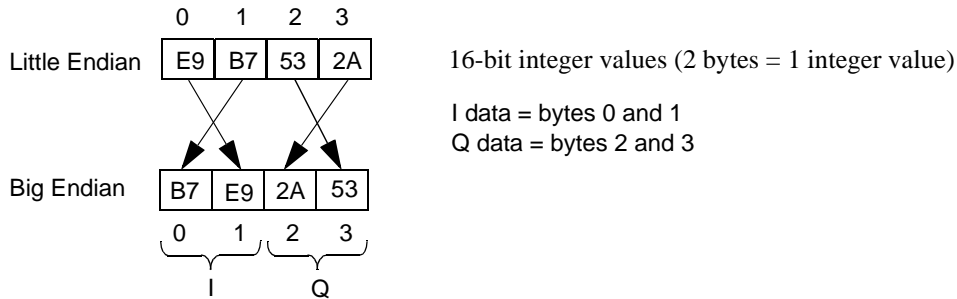 0 1 2 3
Little Endian E9 B7 53 2A
16-bit integer values (2 bytes = 1 integer value)
I data = bytes 0 and 1
Q data = bytes 2 and 3
Big Endian B7 E9 2A 53
0 1 2 3
I Q